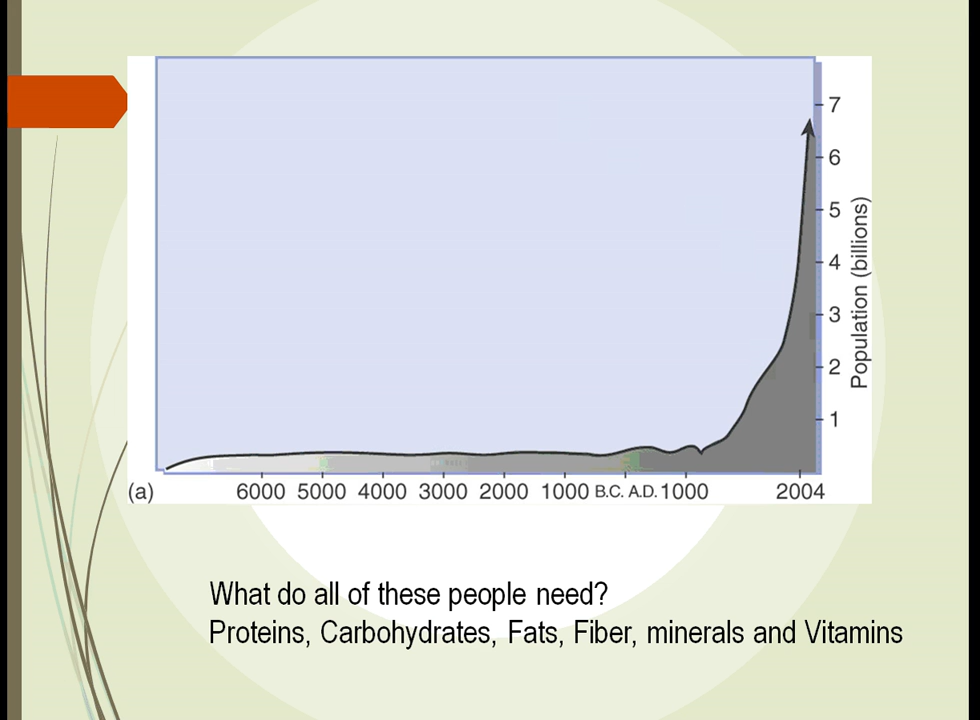 7
6
5
4
3
2
1
Population (billions)
(a) 6000 5000 4000 3000 2000 1000 B.C. A.D. 1000 2004
What do all of these people need?
Proteins, Carbohydrates, Fats, Fiber, minerals and Vitamins